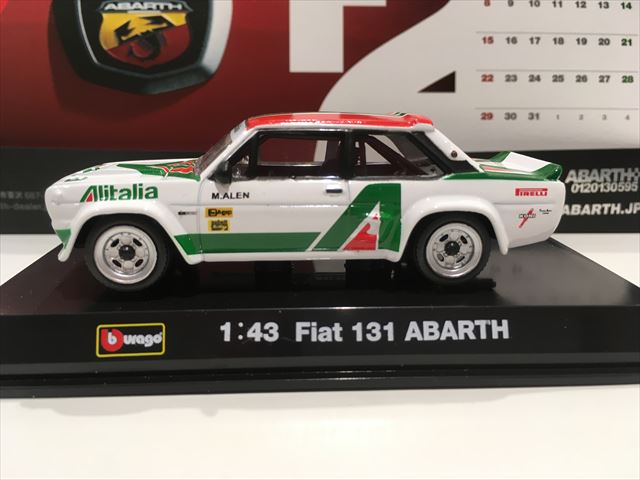 ABARTH
8 9 10 11 12 13 14
15 16 17 18 19 20 21
22 23 24 25 26 27 28
29 30 31 1 2 3 4
ABARTH
0120130595
ABARTH.JP
Alitalia
M.ALEN
PIRELLI
burago
1:43 Fiat 131 ABARTH